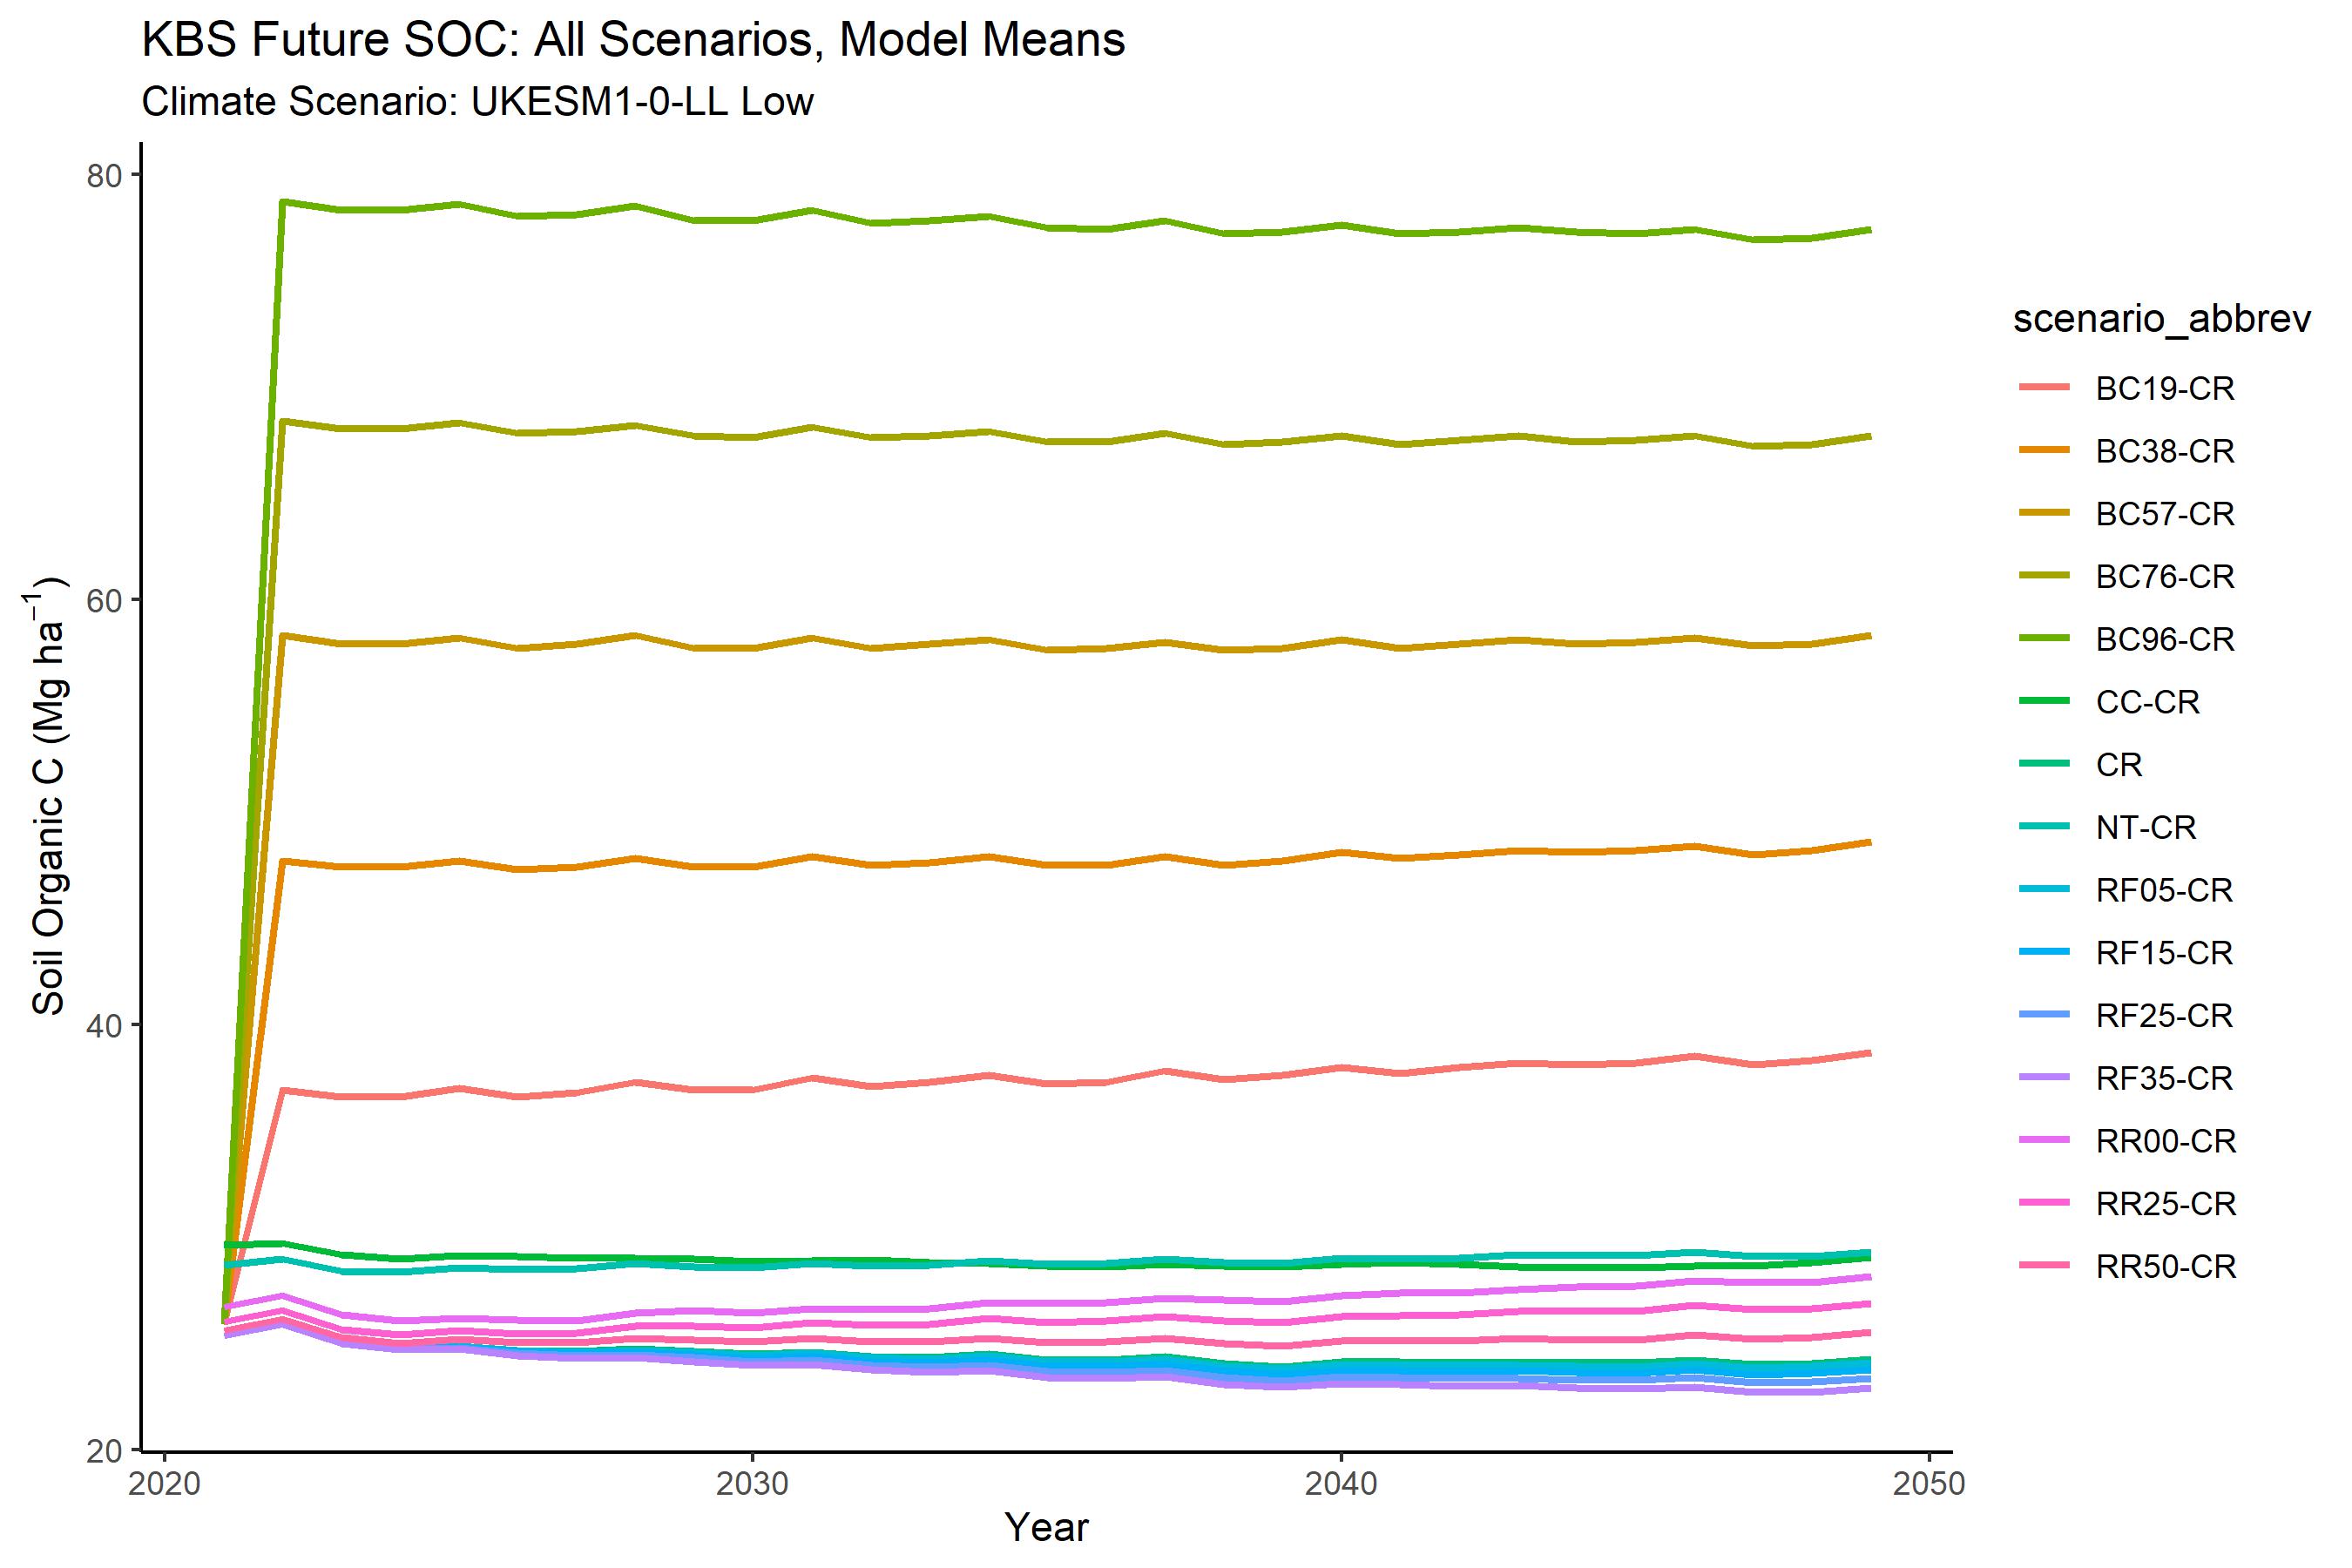 KBS Future SOC: All Scenarios, Model Means
Climate Scenario: UKESM1-0-LL Low
Soil Organic C (Mg ha⁻¹)
80
60
40
20
2020
2030
2040
2050
Year
scenario_abbrev
BC19-CR
BC38-CR
BC57-CR
BC76-CR
BC96-CR
CC-CR
CR
NT-CR
RF05-CR
RF15-CR
RF25-CR
RF35-CR
RR00-CR
RR25-CR
RR50-CR